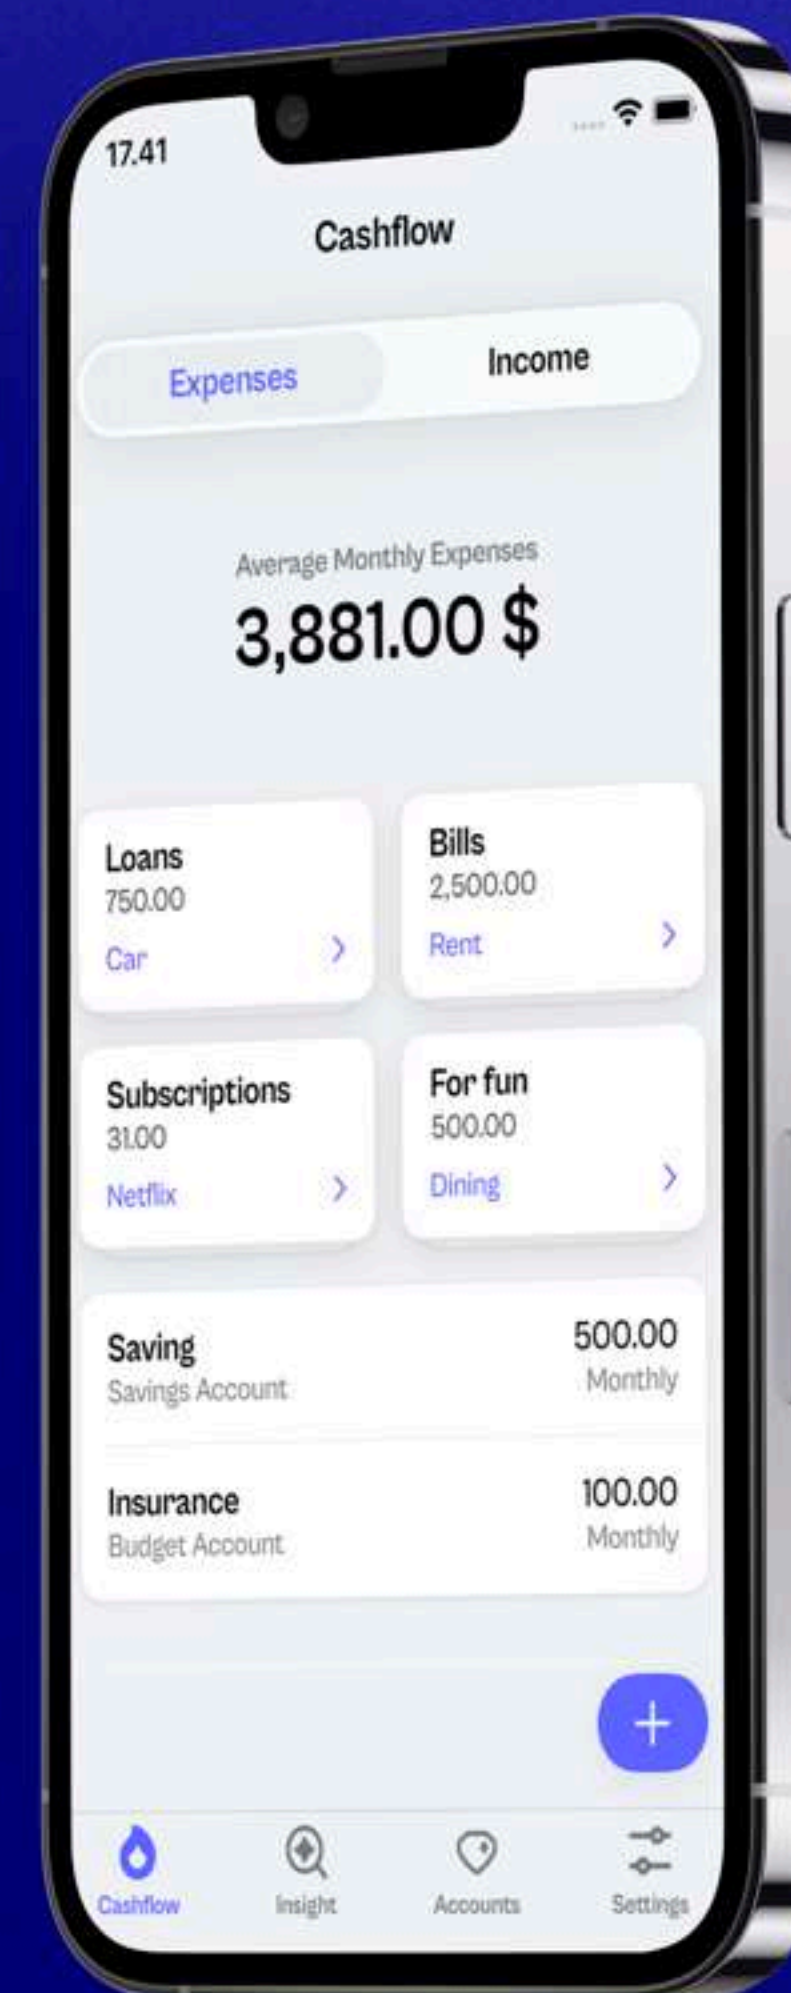 17.41
Cashflow
Expenses
Income
Average Monthly Expenses
3,881.00 $
Loans
750.00
Car
Bills
2,500.00
Rent
Subscriptions
31.00
Netflix
For fun
500.00
Dining
Saving
Savings Account
500.00
Monthly
Insurance
Budget Account
100.00
Monthly
Cashflow
Insight
Accounts
Settings